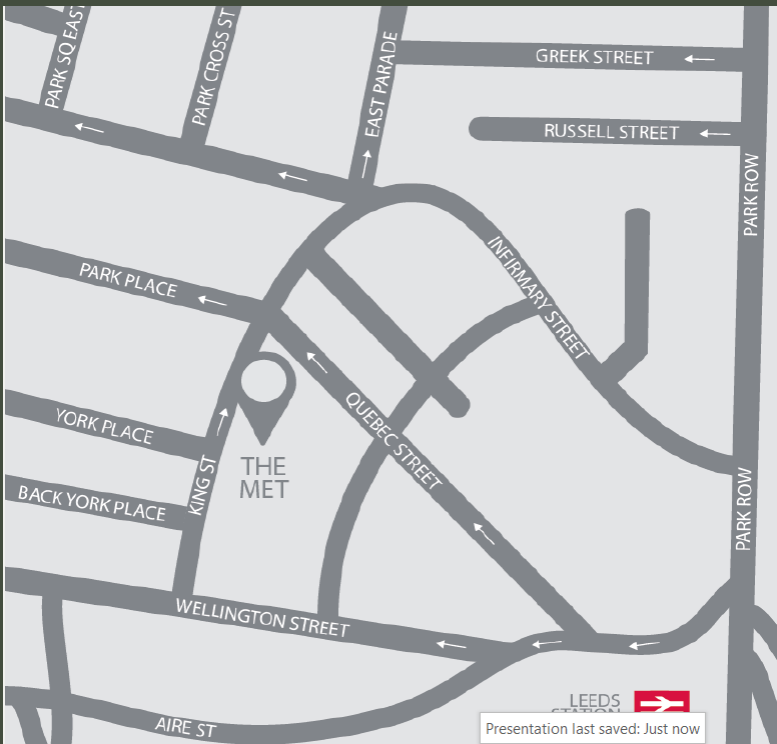 PARK SQ EAST
PARK CROSS ST
EAST PARADE
GREEK STREET
RUSSELL STREET
PARK ROW
INFIRMARY STREET
PARK PLACE
QUEBEC STREET
YORK PLACE
KING ST
THE
MET
BACK YORK PLACE
PARK ROW
WELLINGTON STREET
LEEDS
STATION
AIRE ST
Presentation last saved: Just now